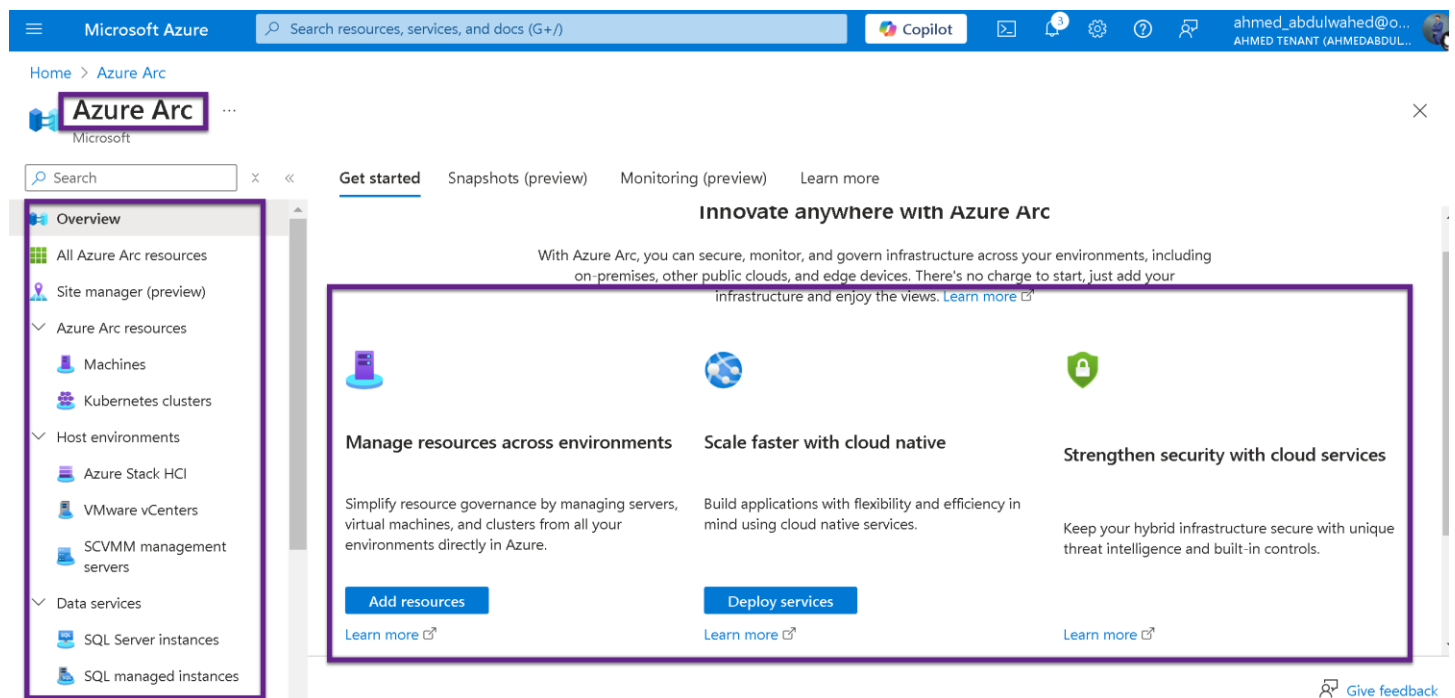 Microsoft Azure
Search resources, services, and docs (G+/)
Copilot
3
ahmed_abdulwahed@o...
AHMED TENANT (AHMEDABDUL...
Home > Azure Arc
Azure Arc
...
Microsoft
Search
Get started
Snapshots (preview)
Monitoring (preview)
Learn more
Overview
All Azure Arc resources
Site manager (preview)
Azure Arc resources
Machines
Kubernetes clusters
Host environments
Azure Stack HCI
VMware vCenters
SCVMM management
servers
Data services
SQL Server instances
SQL managed instances
Innovate anywhere with Azure Arc
With Azure Arc, you can secure, monitor, and govern infrastructure across your environments, including
on-premises, other public clouds, and edge devices. There's no charge to start, just add your
infrastructure and enjoy the views. Learn more
Manage resources across environments
Simplify resource governance by managing servers,
virtual machines, and clusters from all your
environments directly in Azure.
Add resources
Learn more
Scale faster with cloud native
Build applications with flexibility and efficiency in
mind using cloud native services.
Deploy services
Learn more
Strengthen security with cloud services
Keep your hybrid infrastructure secure with unique
threat intelligence and built-in controls.
Learn more
Give feedback